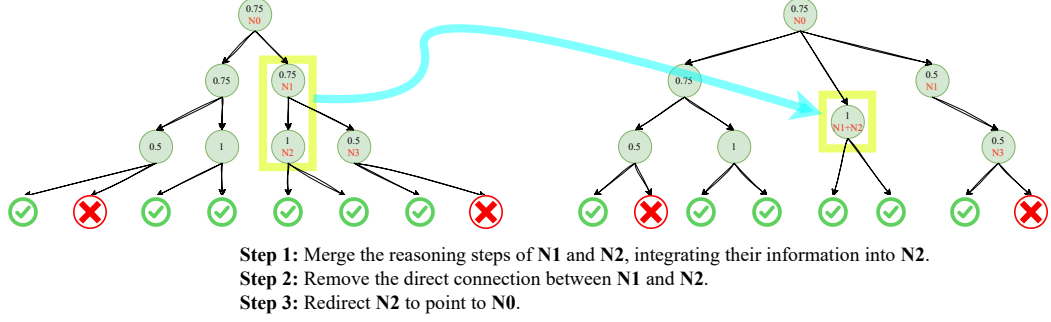 0.75
N0
0.75
0.75
N1
0.5
1
1
N2
0.5
N3
0.75
N0
0.75
0.5
N1
1
N1+N2
0.5
1
0.5
N3
Step 1: Merge the reasoning steps of N1 and N2, integrating their information into N2.
Step 2: Remove the direct connection between N1 and N2.
Step 3: Redirect N2 to point to N0.